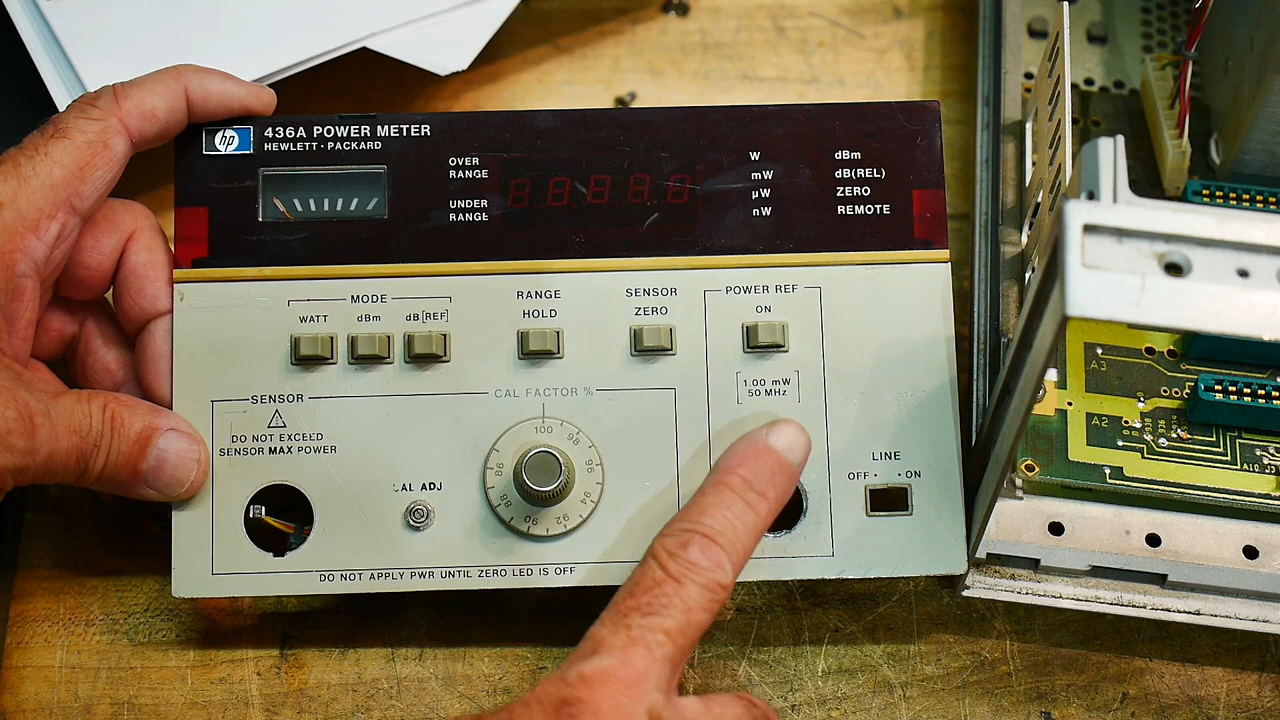 hp
436A POWER METER
HEWLETT · PACKARD
OVER
RANGE
UNDER
RANGE
W
mW
µW
nW
dBm
dB(REL)
ZERO
REMOTE
MODE
WATT
dBm
dB [REF]
RANGE
HOLD
SENSOR
ZERO
POWER REF
ON
1.00 mW
50 MHz
SENSOR
DO NOT EXCEED
SENSOR MAX POWER
CAL FACTOR %
100
98
96
94
92
90
88
86
ADJ
LINE
OFF · · ON
DO NOT APPLY PWR UNTIL ZERO LED IS OFF
A3
A2
A10